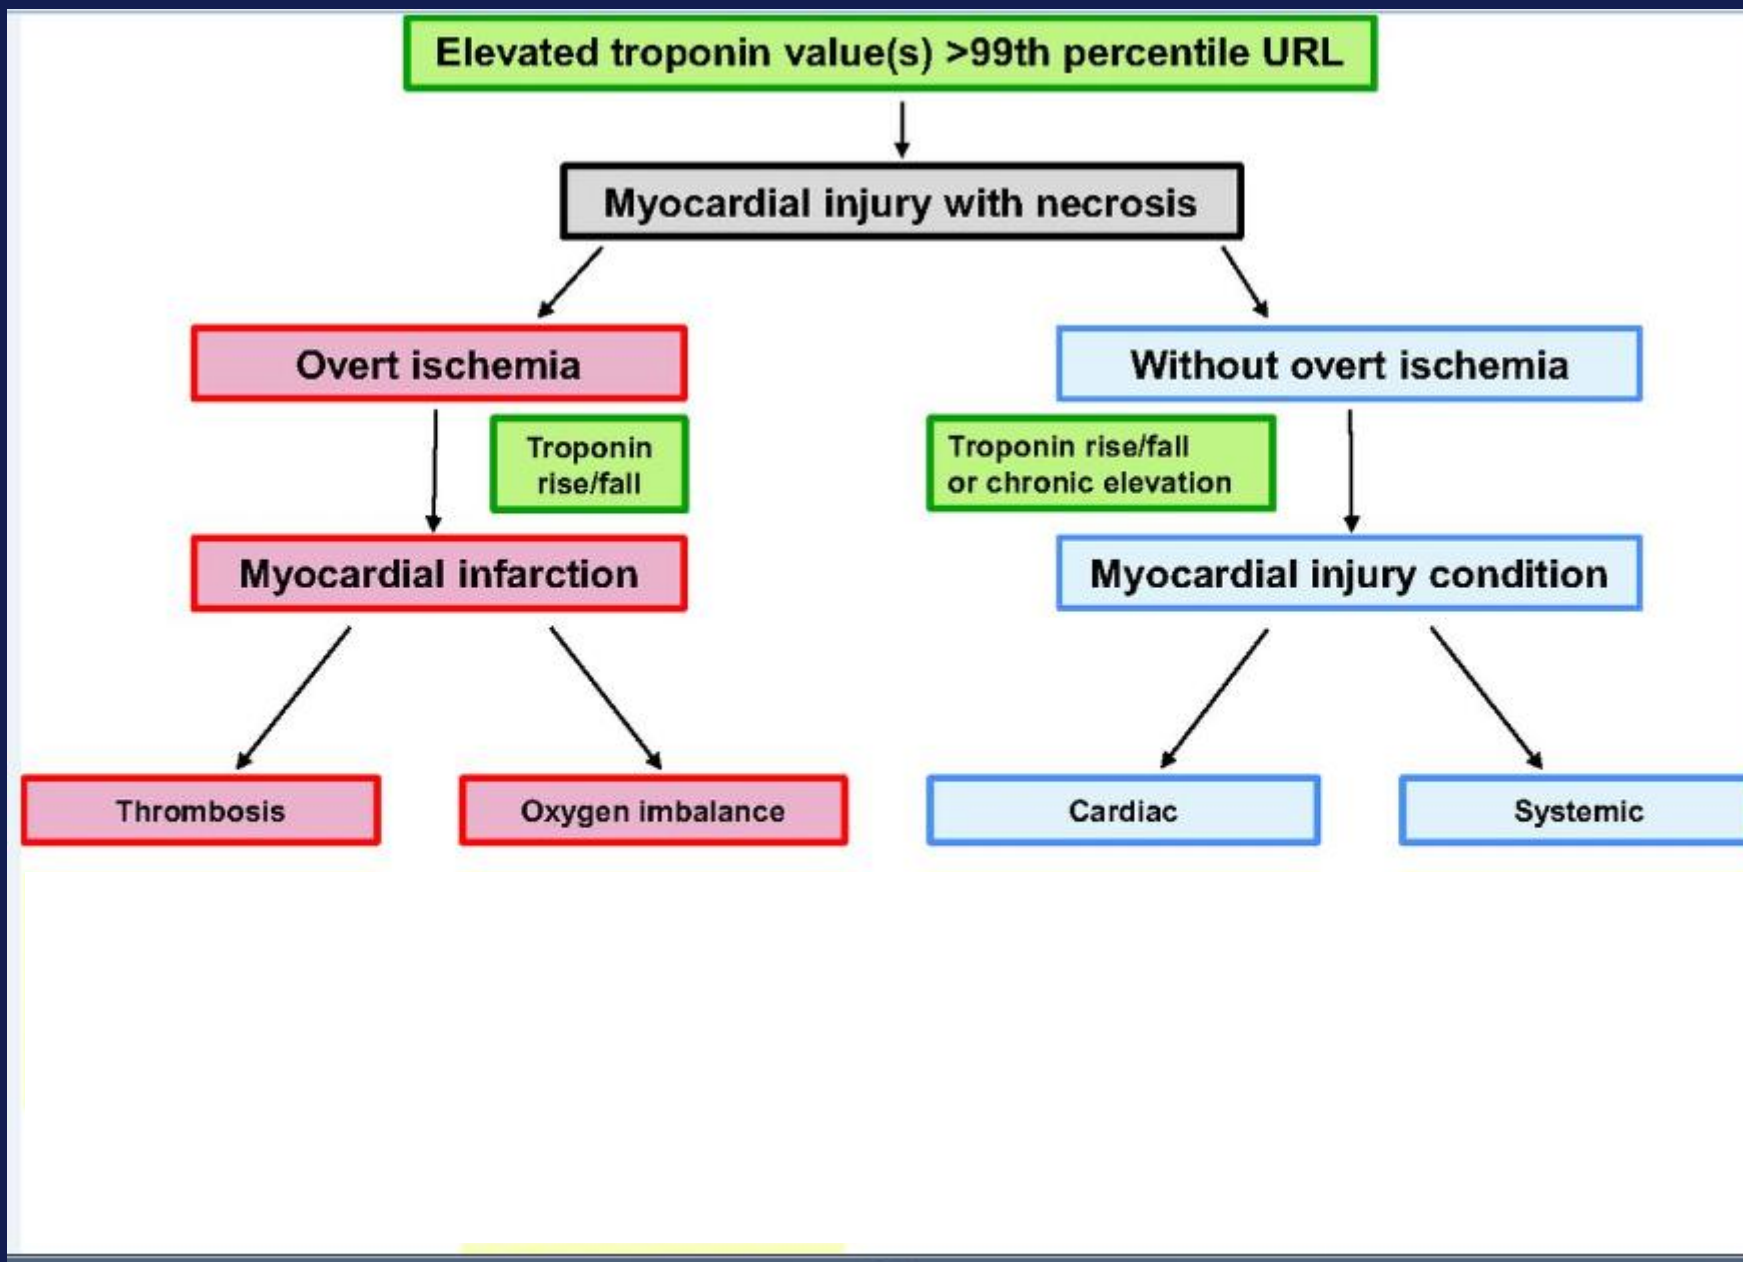 Elevated troponin value(s) >99th percentile URL
Myocardial injury with necrosis
Overt ischemia
Without overt ischemia
Troponin
rise/fall
Troponin rise/fall
or chronic elevation
Myocardial infarction
Myocardial injury condition
Thrombosis
Oxygen imbalance
Cardiac
Systemic